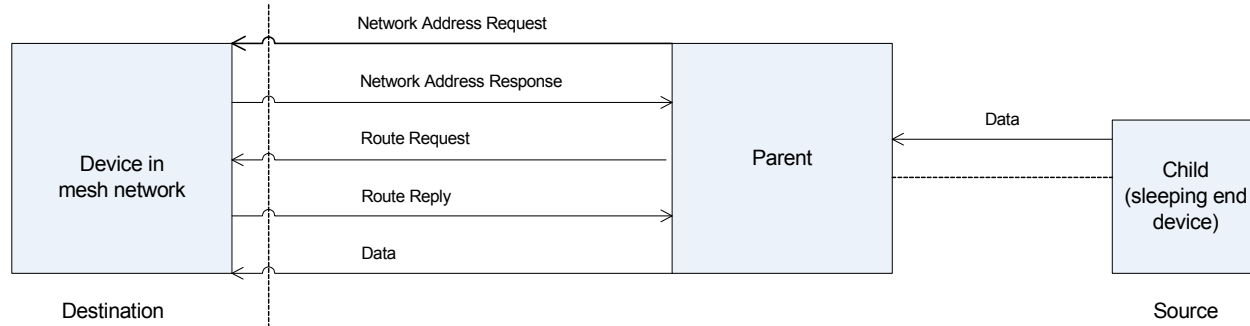 Network Address Request
Network Address Response
Route Request
Route Reply
Data
Device in
mesh network
Parent
Data
Child
(sleeping end
device)
Destination
Source